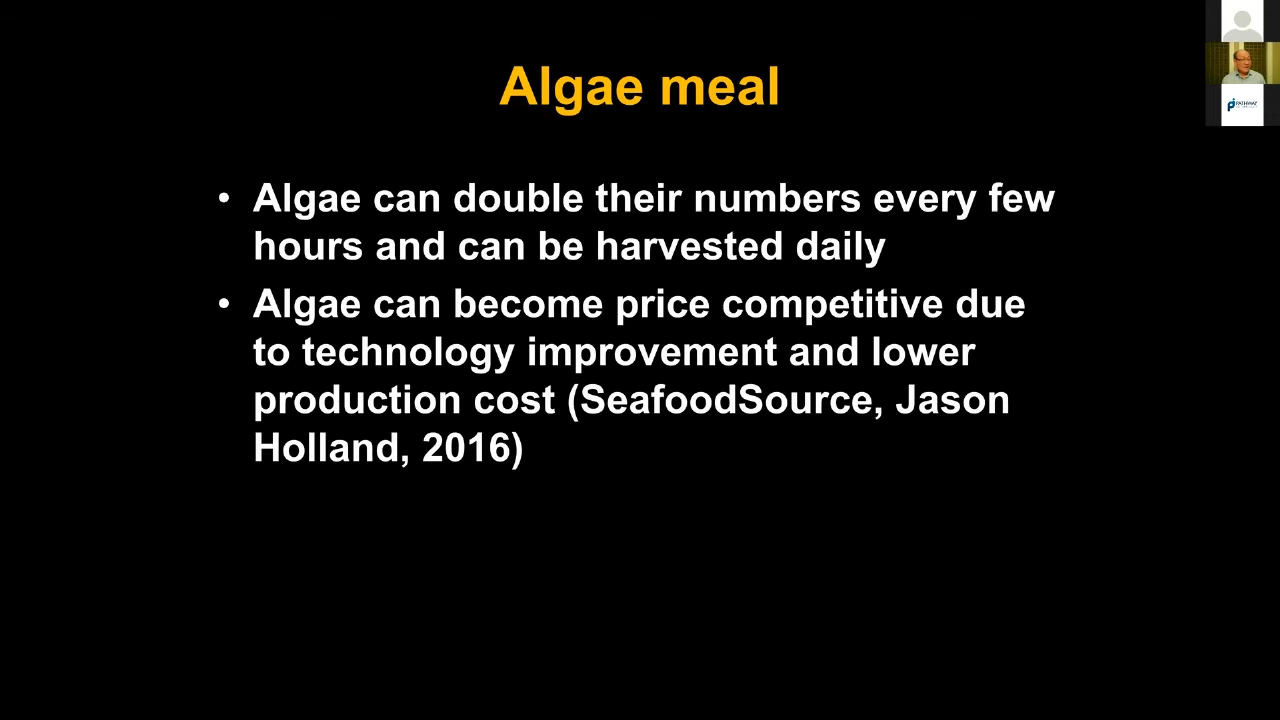 Algae meal
• Algae can double their numbers every few
hours and can be harvested daily
• Algae can become price competitive due
to technology improvement and lower
production cost (SeafoodSource, Jason
Holland, 2016)
PATHWAY